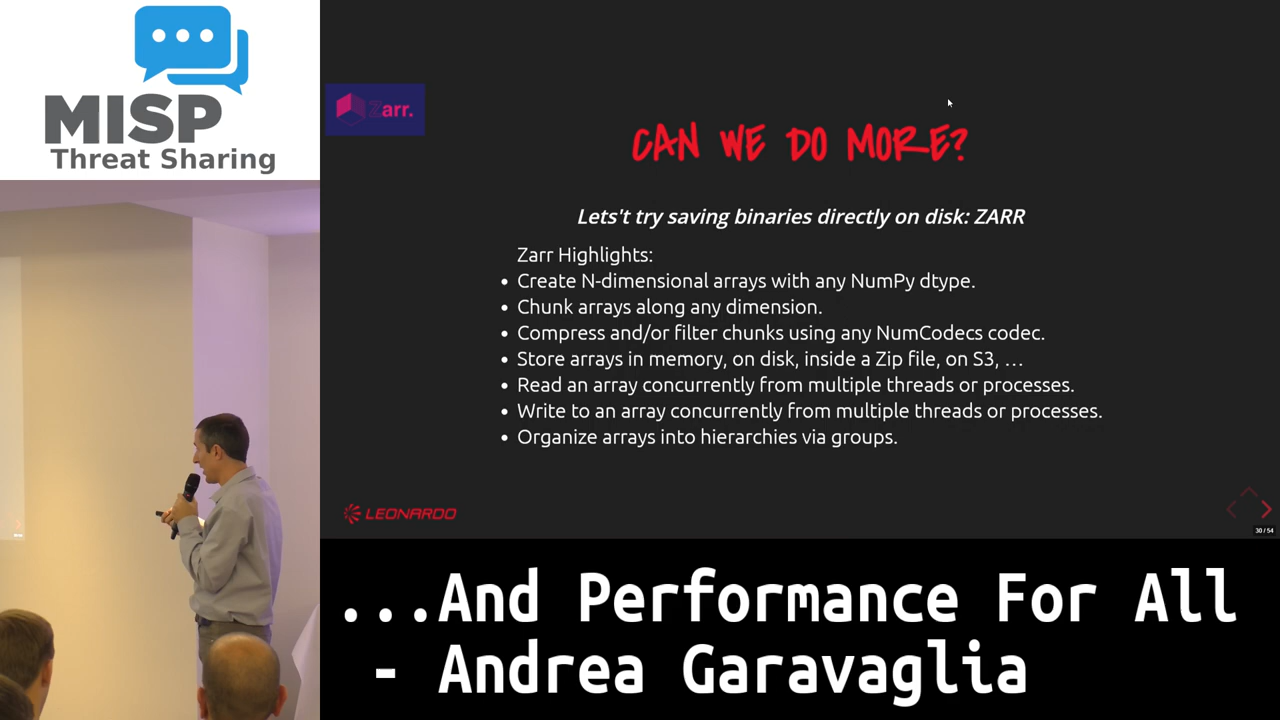 MISP
Threat Sharing
Zarr.
CAN WE DO MORE?
Lets't try saving binaries directly on disk: ZARR
Zarr Highlights:
• Create N-dimensional arrays with any NumPy dtype.
• Chunk arrays along any dimension.
• Compress and/or filter chunks using any NumCodecs codec.
• Store arrays in memory, on disk, inside a Zip file, on S3, …
• Read an array concurrently from multiple threads or processes.
• Write to an array concurrently from multiple threads or processes.
• Organize arrays into hierarchies via groups.
LEONARDO
30 / 54
...And Performance For All
- Andrea Garavaglia